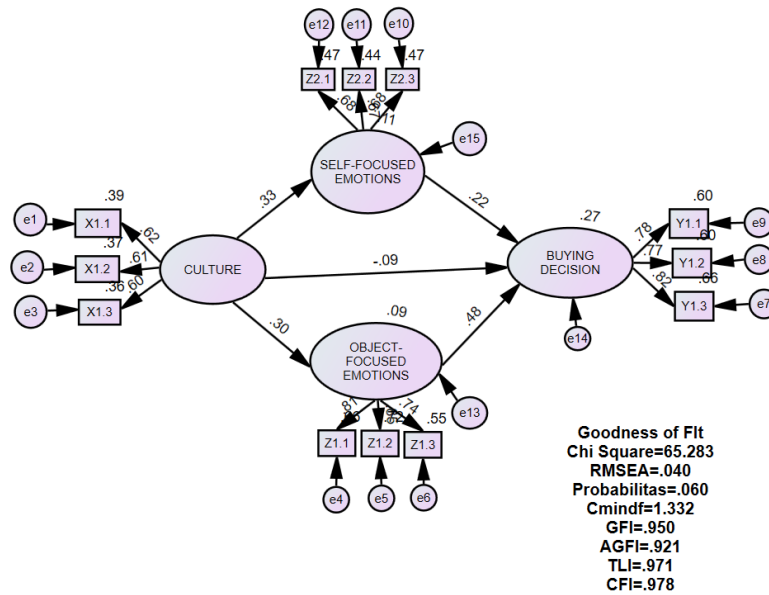 e12
e11
e10
.47
.44
.47
Z2.1
Z2.2
Z2.3
.68
.68
.11
e15
SELF-FOCUSED
EMOTIONS
.33
.22
.39
e1
X1.1
.62
.37
e2
X1.2
.61
.36
.60
e3
X1.3
CULTURE
-.09
.27
BUYING
DECISION
.60
.78
Y1.1
e9
.60
.77
Y1.2
e8
.66
.82
Y1.3
e7
e14
.30
.09
.48
OBJECT-
FOCUSED
EMOTIONS
e13
.81
.74
.55
Z1.1
Z1.2
Z1.3
e4
e5
e6
Goodness of FIt
Chi Square=65.283
RMSEA=.040
Probabilitas=.060
Cmindf=1.332
GFI=.950
AGFI=.921
TLI=.971
CFI=.978